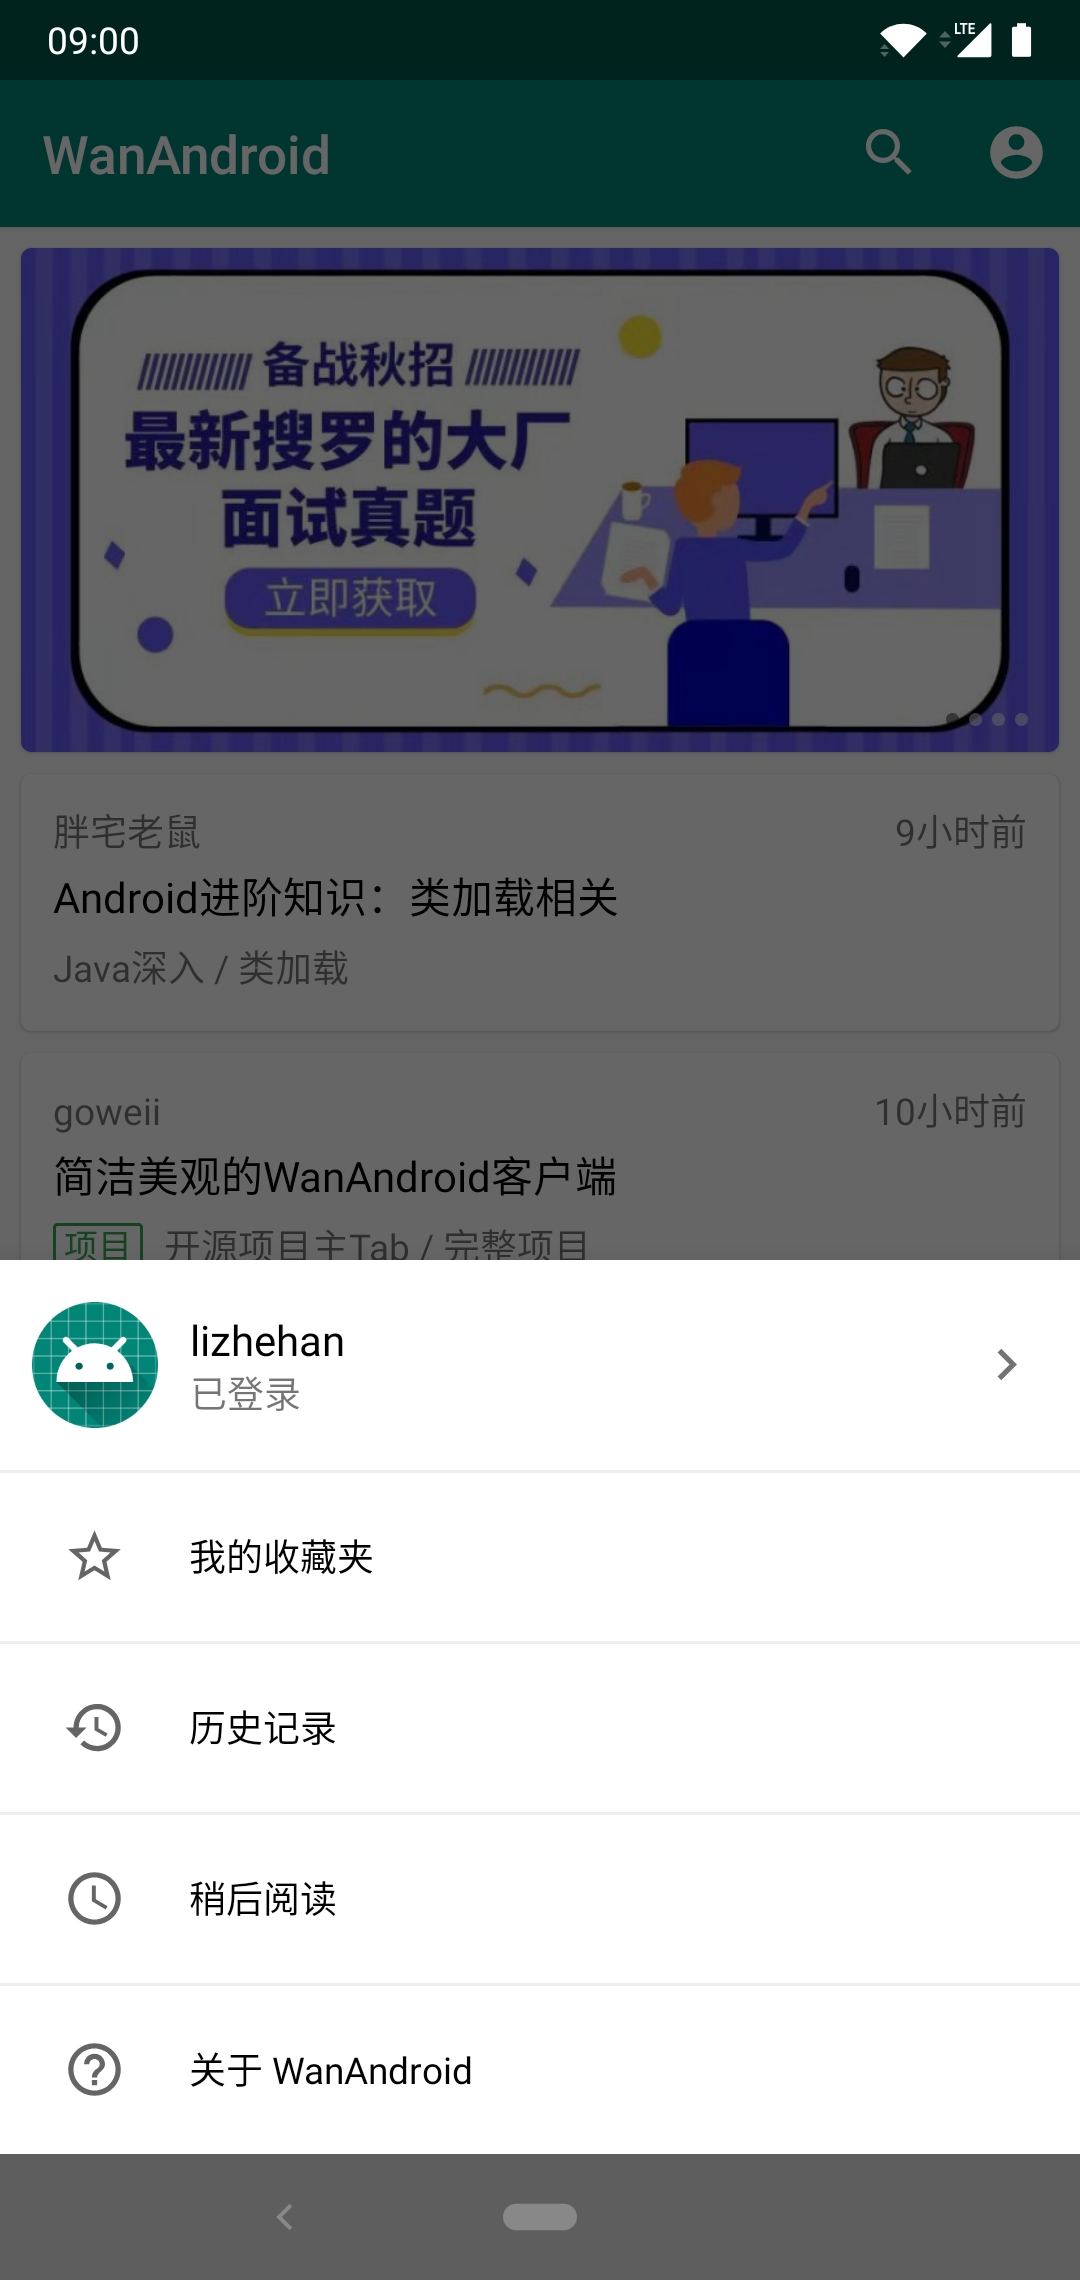 09:00
LTE
WanAndroid
备战秋招
最新搜罗的大厂
面试真题
立即获取
胖宅老鼠
9小时前
Android进阶知识：类加载相关
Java深入 / 类加载
goweii
10小时前
简洁美观的WanAndroid客户端
项目
开源项目主Tab / 完整项目
lizhehan
已登录
我的收藏夹
历史记录
稍后阅读
关于 WanAndroid